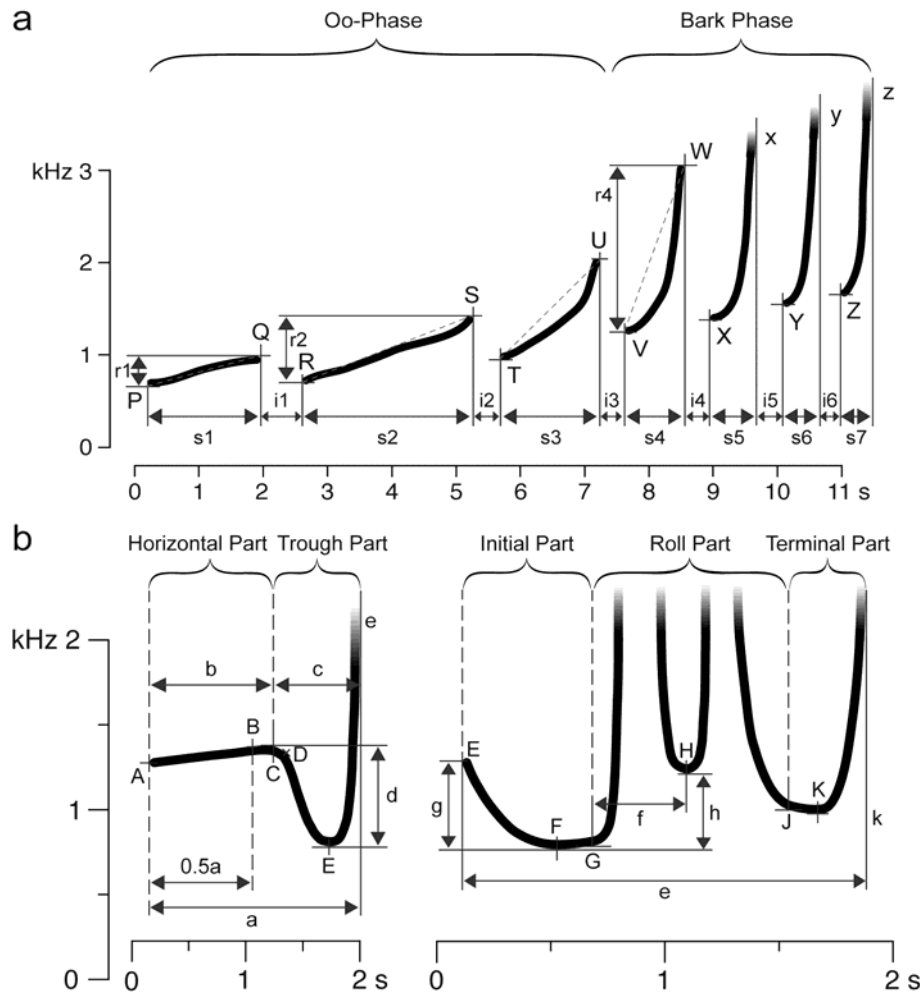 a
Oo-Phase Bark Phase
z
y
x
kHz 3 W
r4
U
2
S
Q r2 V X Y Z
1 R T
r1
P i1 i2 i3 i4 i5 i6
0 s1 s2 s3 s4 s5 s6 s7
0 1 2 3 4 5 6 7 8 9 10 11 s
b
Horizontal Part Trough Part Initial Part Roll Part Terminal Part
kHz 2 e
b c
B
A C D E H
d g f h K
1 F J k
E G
0.5a e
a
0
0 1 2 s 0 1 2 s